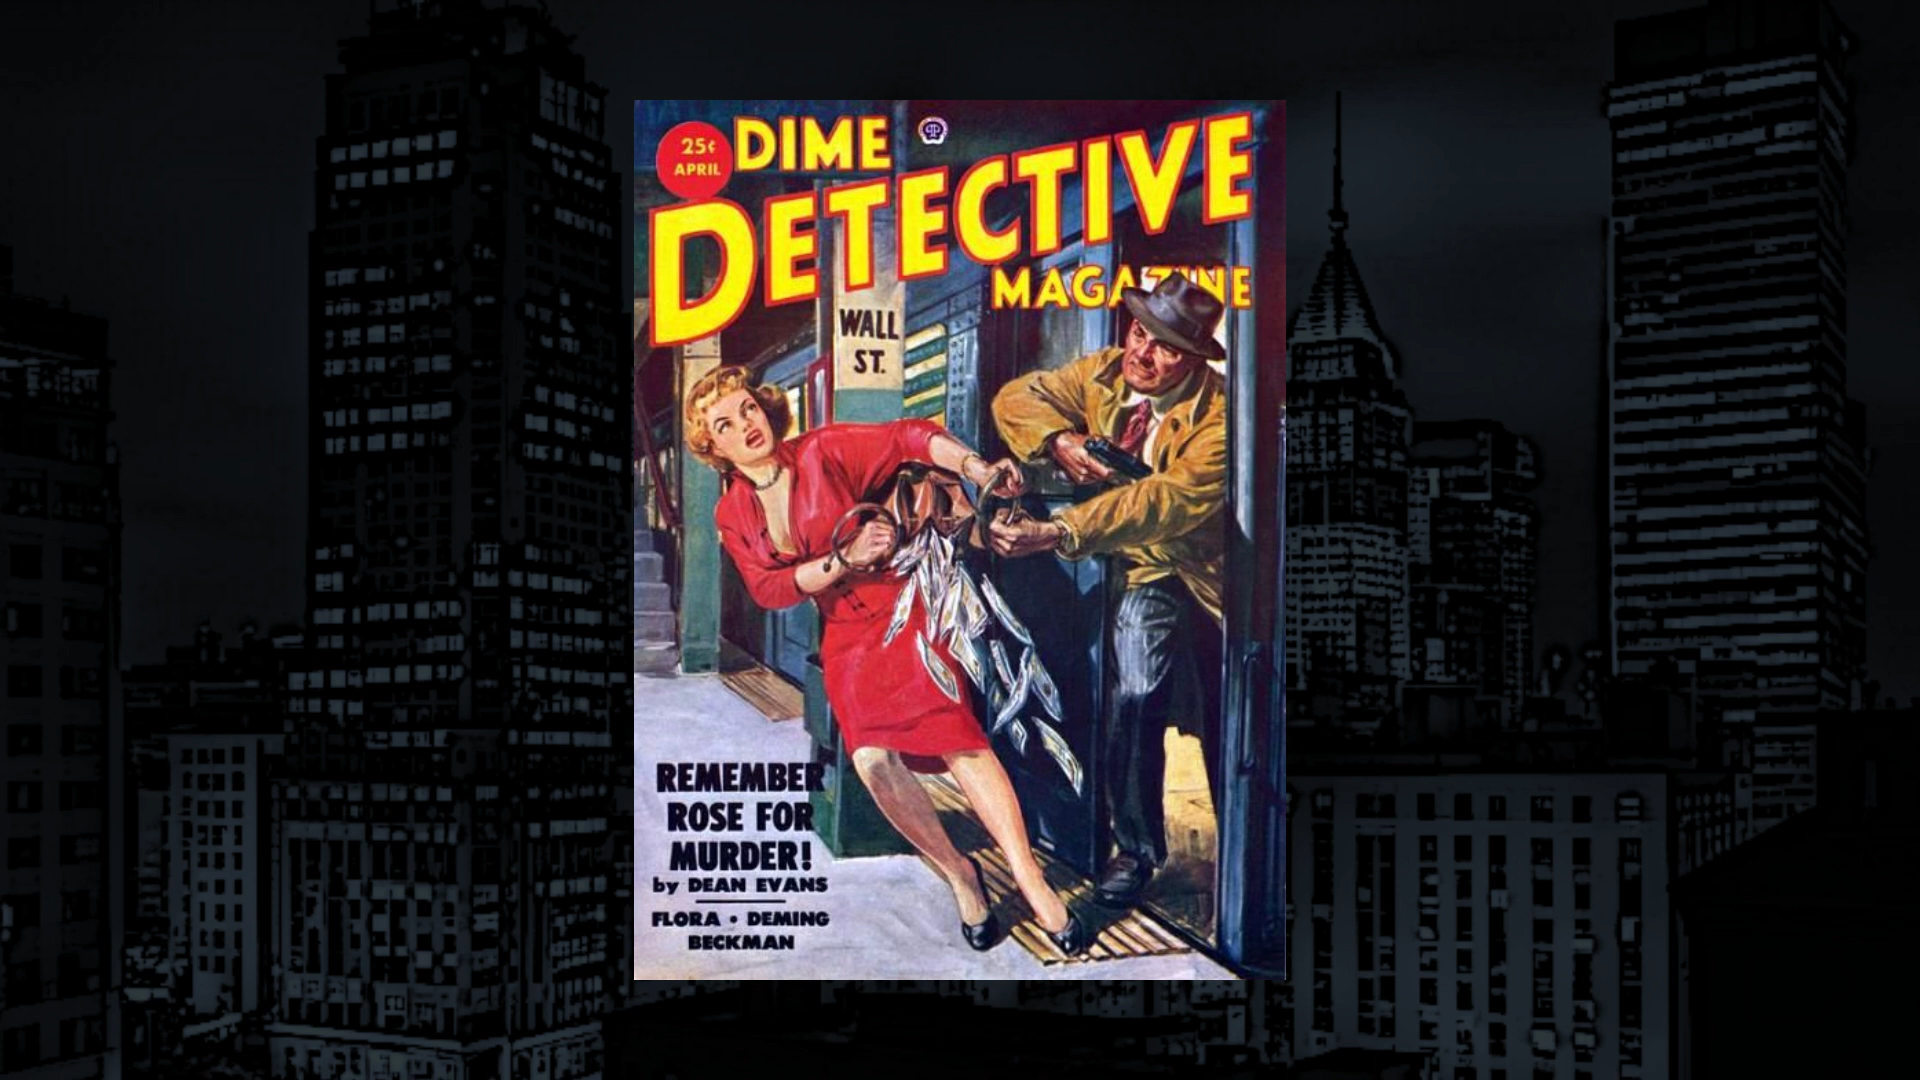 25¢
APRIL
DIME
DETECTIVE
MAGAZINE
WALL
ST.
REMEMBER
ROSE FOR
MURDER!
by DEAN EVANS
FLORA • DEMING
BECKMAN